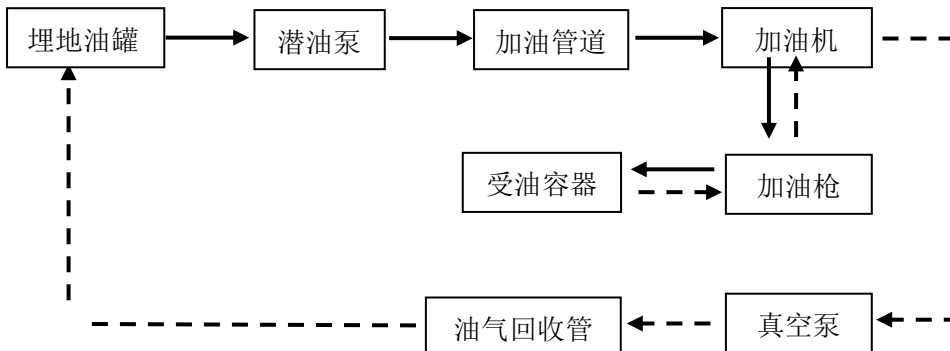 埋地油罐
潜油泵
加油管道
加油机
受油容器
加油枪
油气回收管
真空泵